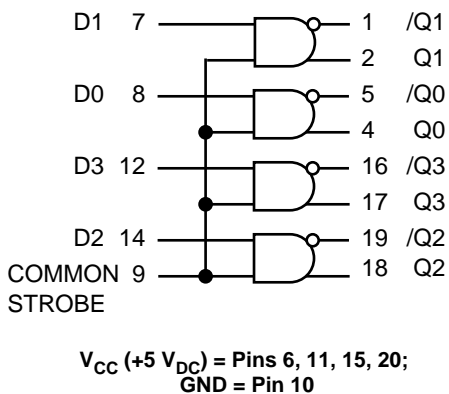 D1 7 1 /Q1
2 Q1
D0 8 5 /Q0
4 Q0
D3 12 16 /Q3
17 Q3
D2 14 19 /Q2
COMMON 9 18 Q2
STROBE
VCC (+5 VDC) = Pins 6, 11, 15, 20;
GND = Pin 10